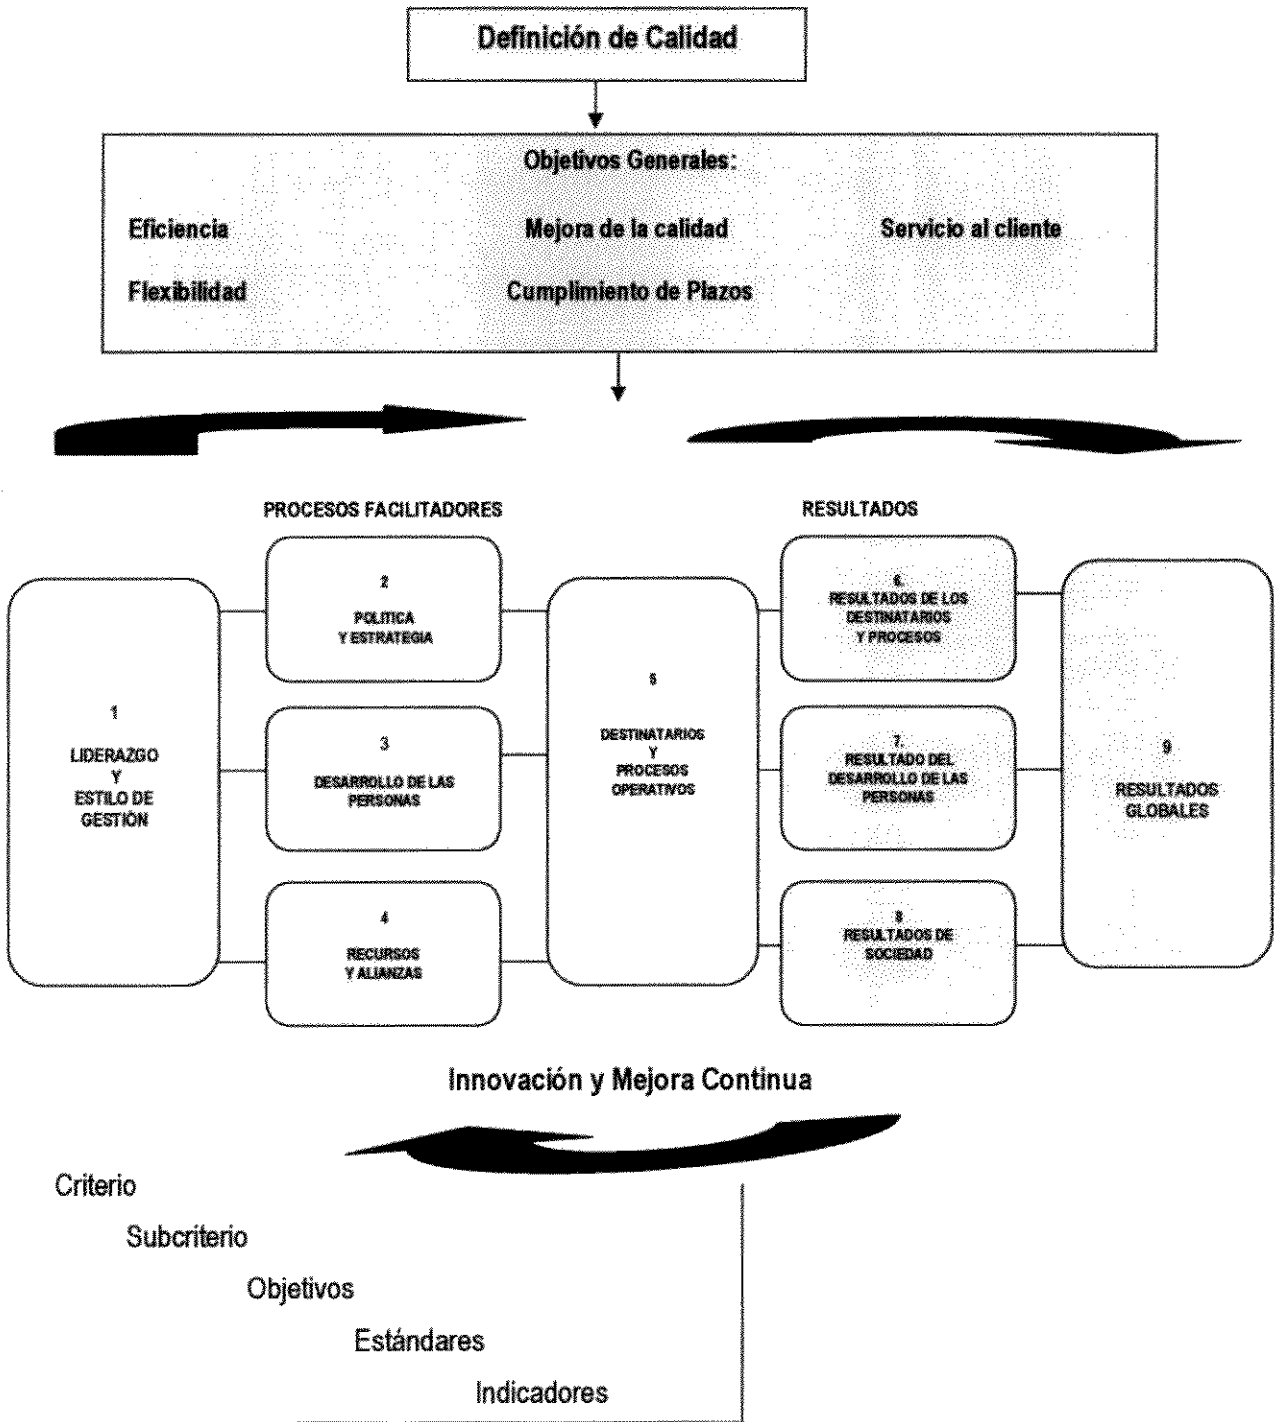 Definición de Calidad
Objetivos Generales:
Eficiencia
Mejora de la calidad
Servicio al cliente
Flexibilidad
Cumplimiento de Plazos
PROCESOS FACILITADORES
RESULTADOS
1
LIDERAZGO
Y
ESTILO DE
GESTIÓN
2
POLITICA
Y ESTRATEGIA
3
DESARROLLO DE LAS
PERSONAS
4
RECURSOS
Y ALIANZAS
5
DESTINATARIOS
Y
PROCESOS
OPERATIVOS
6.
RESULTADOS DE LOS
DESTINATARIOS
Y PROCESOS
7.
RESULTADO DEL
DESARROLLO DE LAS
PERSONAS
8
RESULTADOS DE
SOCIEDAD
9
RESULTADOS
GLOBALES
Innovación y Mejora Continua
Criterio
Subcriterio
Objetivos
Estándares
Indicadores